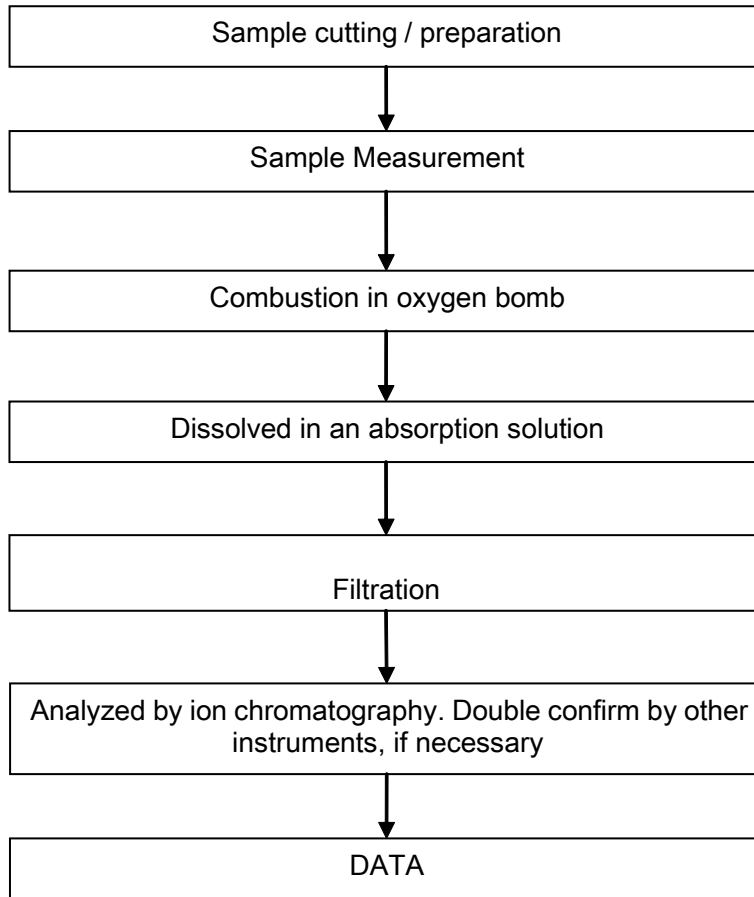 Sample cutting / preparation
Sample Measurement
Combustion in oxygen bomb
Dissolved in an absorption solution
Filtration
Analyzed by ion chromatography. Double confirm by other
instruments, if necessary
DATA